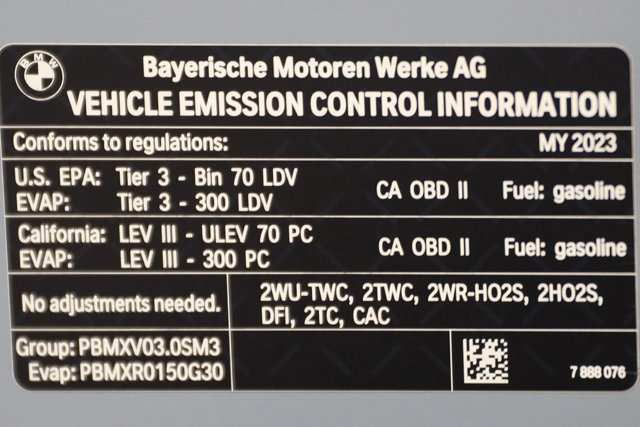 BMW
Bayerische Motoren Werke AG
VEHICLE EMISSION CONTROL INFORMATION
Conforms to regulations: MY 2023
U.S. EPA: Tier 3 - Bin 70 LDV CA OBD II Fuel: gasoline
EVAP: Tier 3 - 300 LDV
California: LEV III - ULEV 70 PC CA OBD II Fuel: gasoline
EVAP: LEV III - 300 PC
No adjustments needed. 2WU-TWC, 2TWC, 2WR-HO2S, 2HO2S,
DFI, 2TC, CAC
Group: PBMXV03.0SM3
Evap: PBMXR0150G30 7 888 076